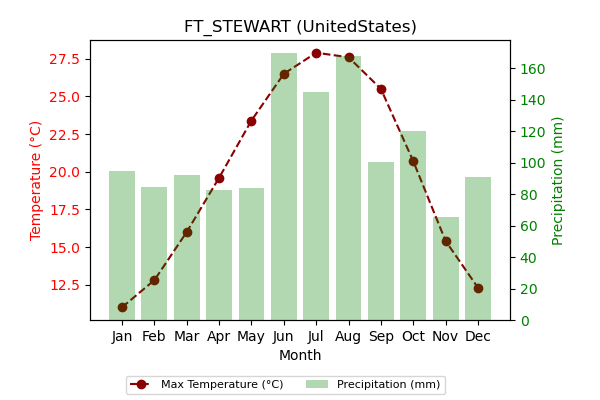 FT_STEWART (UnitedStates)
27.5
25.0
22.5
20.0
17.5
15.0
12.5
Temperature (°C)
160
140
120
100
80
60
40
20
0
Precipitation (mm)
Jan Feb Mar Apr May Jun Jul Aug Sep Oct Nov Dec
Month
Max Temperature (°C) Precipitation (mm)